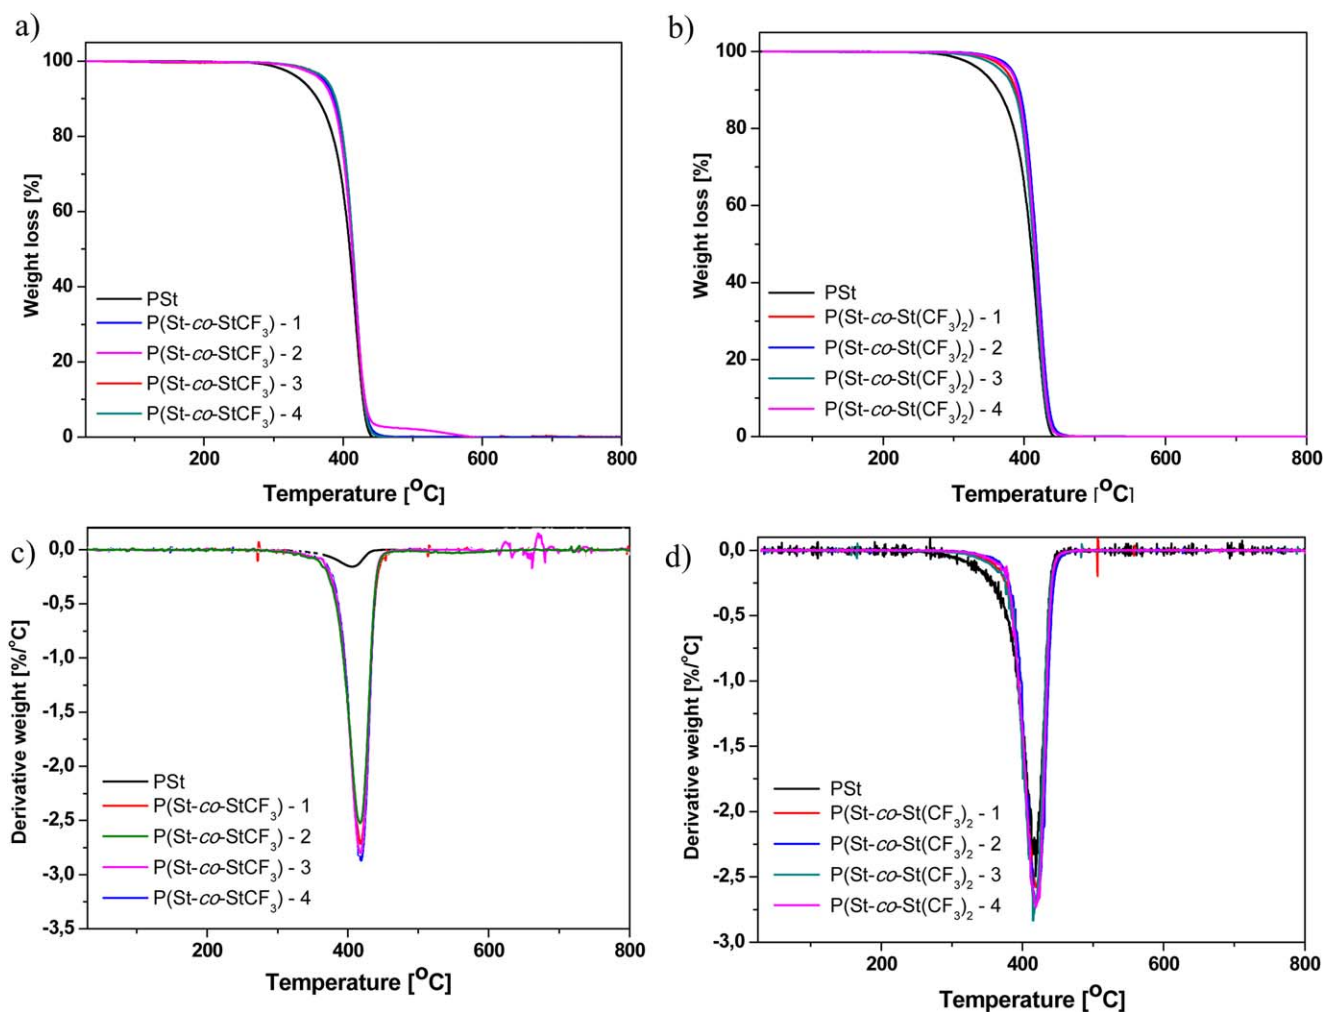 a)
100
80
60
40
20
0
Weight loss [%]
PSt
P(St-co-StCF₃) - 1
P(St-co-StCF₃) - 2
P(St-co-StCF₃) - 3
P(St-co-StCF₃) - 4
200 400 600 800
Temperature [⁰C]
b)
100
80
60
40
20
0
Weight loss [%]
PSt
P(St-co-St(CF₃)₂) - 1
P(St-co-St(CF₃)₂) - 2
P(St-co-St(CF₃)₂) - 3
P(St-co-St(CF₃)₂) - 4
200 400 600 800
Temperature [⁰C]
c)
0,0
-0,5
-1,0
-1,5
-2,0
-2,5
-3,0
-3,5
Derivative weight [%/°C]
PSt
P(St-co-StCF₃) - 1
P(St-co-StCF₃) - 2
P(St-co-StCF₃) - 3
P(St-co-StCF₃) - 4
200 400 600 800
Temperature [⁰C]
d)
0,0
-0,5
-1,0
-1,5
-2,0
-2,5
-3,0
Derivative weight [%/°C]
PSt
P(St-co-St(CF₃)₂ - 1
P(St-co-St(CF₃)₂ - 2
P(St-co-St(CF₃)₂ - 3
P(St-co-St(CF₃)₂ - 4
200 400 600 800
Temperature [⁰C]